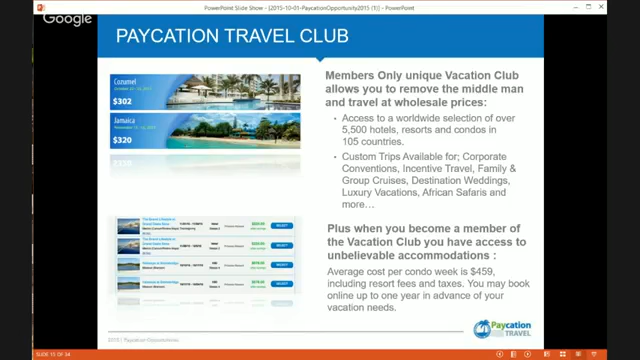 PowerPoint Slide Show - [2015-10-01-PaycationOpportunity2015 (1)] - PowerPoint
Google
PAYCATION TRAVEL CLUB
Cozumel
$302
Jamaica
$320
Members Only unique Vacation Club
allows you to remove the middle man
and travel at wholesale prices:
• Access to a worldwide selection of over
5,500 hotels, resorts and condos in
105 countries.
• Custom Trips Available for; Corporate
Conventions, Incentive Travel, Family &
Group Cruises, Destination Weddings,
Luxury Vacations, African Safaris and
more…
Plus when you become a member of
the Vacation Club you have access to
unbelievable accommodations :
Average cost per condo week is $459,
including resort fees and taxes. You may book
online up to one year in advance of your
vacation needs.
2015 | Paycation Opportunities
Paycation
TRAVEL
SLIDE 15 OF 34